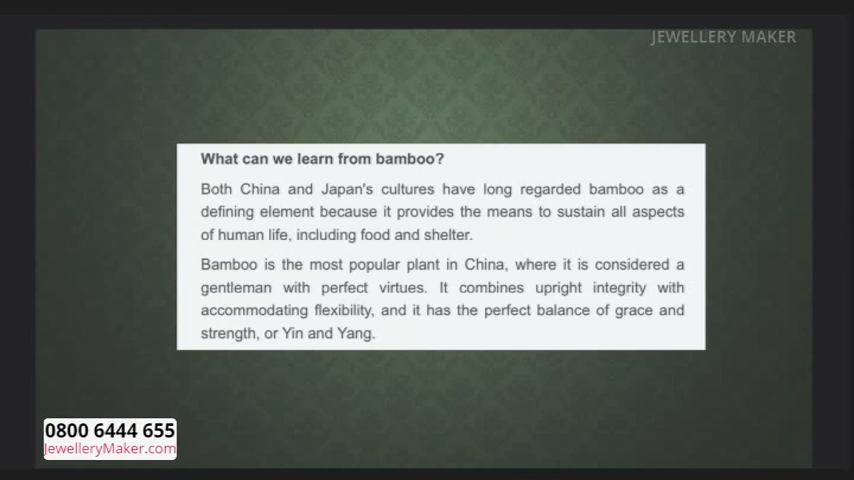 JEWELLERY MAKER
What can we learn from bamboo?
Both China and Japan's cultures have long regarded bamboo as a
defining element because it provides the means to sustain all aspects
of human life, including food and shelter.
Bamboo is the most popular plant in China, where it is considered a
gentleman with perfect virtues. It combines upright integrity with
accommodating flexibility, and it has the perfect balance of grace and
strength, or Yin and Yang.
0800 6444 655
JewelleryMaker.com